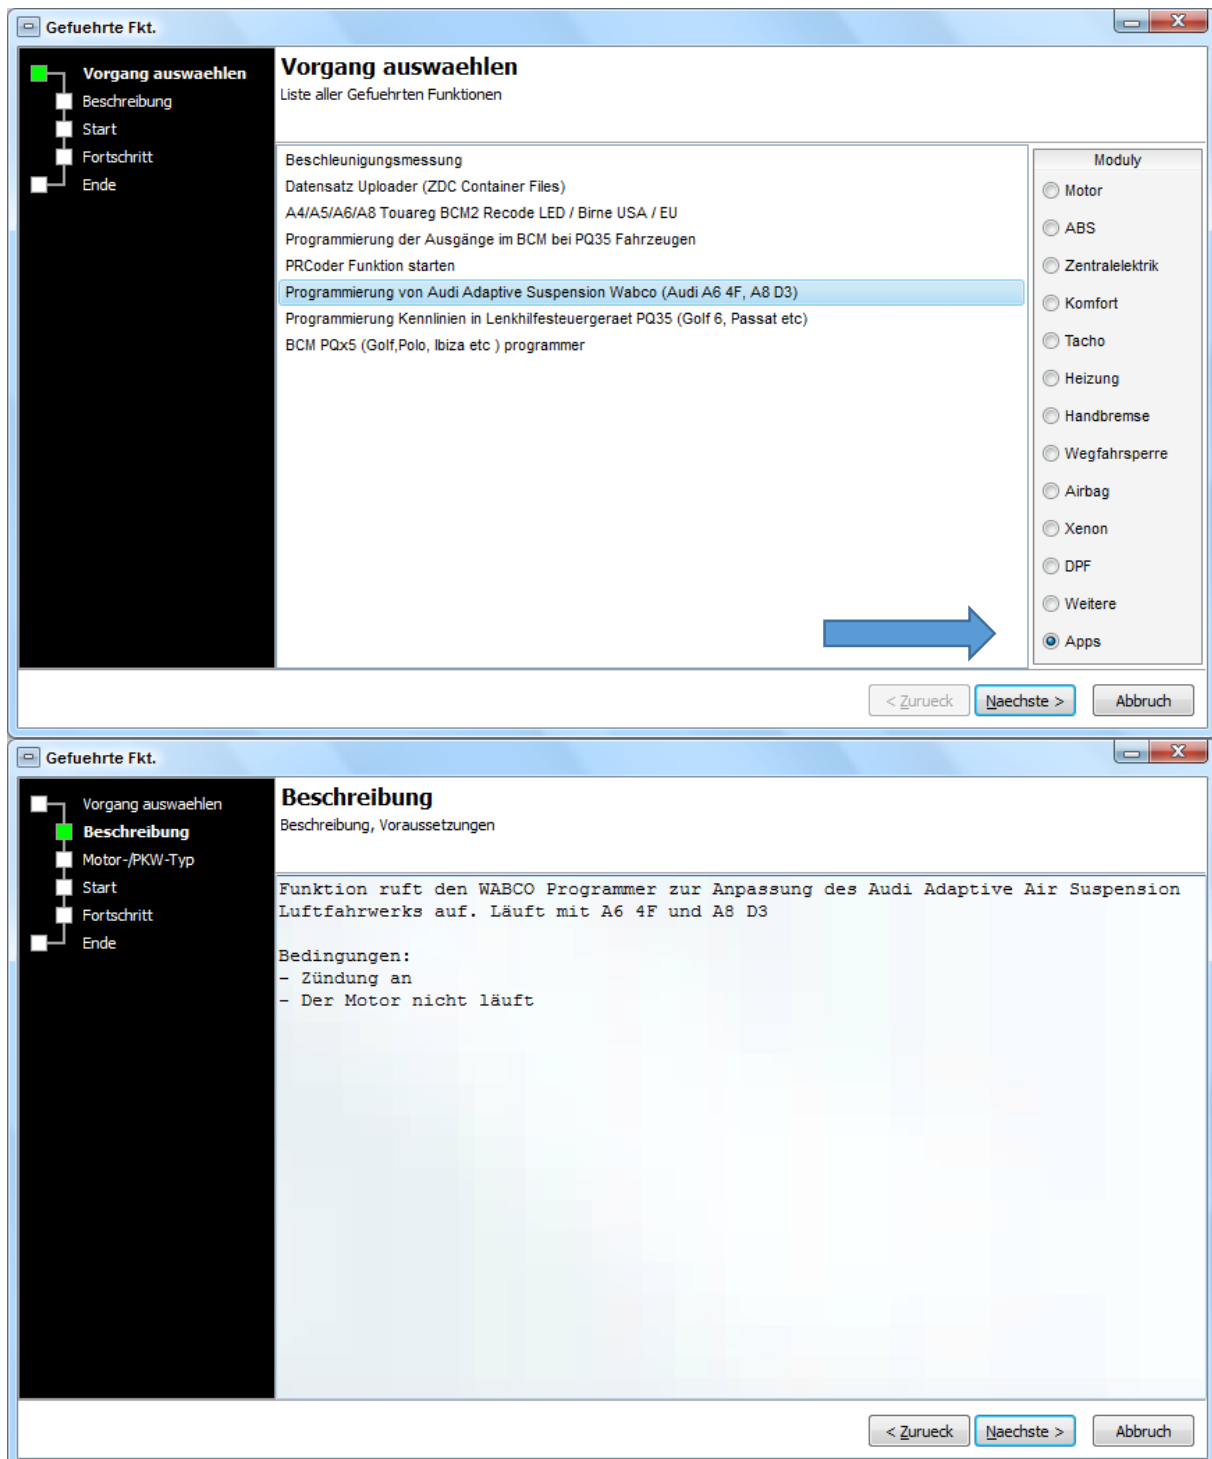 Gefuehrte Fkt.
Vorgang auswaehlen
Beschreibung
Start
Fortschritt
Ende
Vorgang auswaehlen
Liste aller Gefuehrten Funktionen
Beschleunigungsmessung
Datensatz Uploader (ZDC Container Files)
A4/A5/A6/A8 Touareg BCM2 Recode LED / Birne USA / EU
Programmierung der Ausgänge im BCM bei PQ35 Fahrzeugen
PRCoder Funktion starten
Programmierung von Audi Adaptive Suspension Wabco (Audi A6 4F, A8 D3)
Programmierung Kennlinien in Lenkhilfesteuergeraet PQ35 (Golf 6, Passat etc)
BCM PQx5 (Golf,Polo, Ibiza etc ) programmer
Moduly
Motor
ABS
Zentralelektrik
Komfort
Tacho
Heizung
Handbremse
Wegfahrsperre
Airbag
Xenon
DPF
Weitere
Apps
< Zurueck
Naechste >
Abbruch
Gefuehrte Fkt.
Vorgang auswaehlen
Beschreibung
Motor-/PKW-Typ
Start
Fortschritt
Ende
Beschreibung
Beschreibung, Voraussetzungen
Funktion ruft den WABCO Programmer zur Anpassung des Audi Adaptive Air Suspension
Luftfahrwerks auf. Läuft mit A6 4F und A8 D3
Bedingungen:
- Zündung an
- Der Motor nicht läuft
< Zurueck
Naechste >
Abbruch